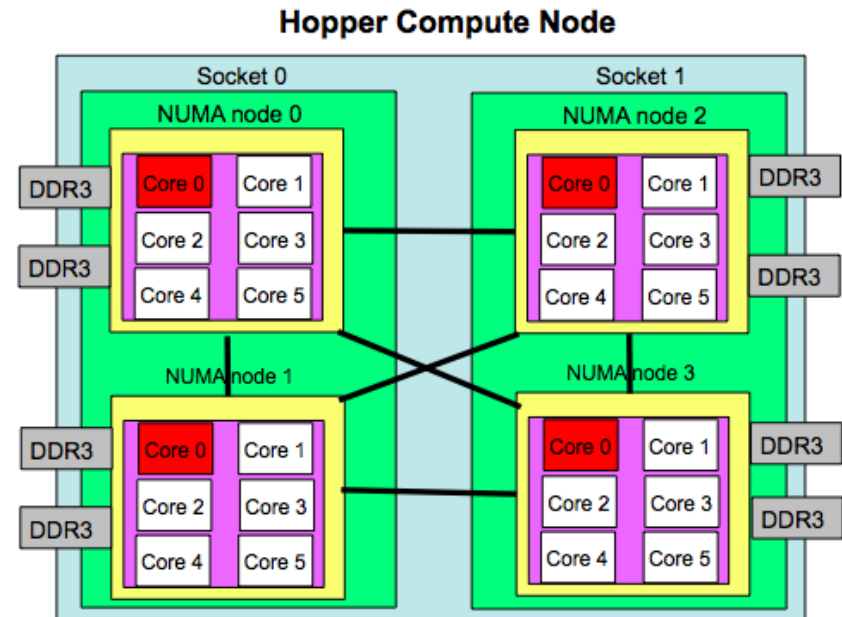 Hopper Compute Node
Socket 0
Socket 1
NUMA node 0
NUMA node 2
DDR3
Core 0
Core 1
Core 0
Core 1
DDR3
Core 2
Core 3
Core 2
Core 3
DDR3
Core 4
Core 5
Core 4
Core 5
DDR3
NUMA node 1
NUMA node 3
DDR3
Core 0
Core 1
Core 0
Core 1
DDR3
Core 2
Core 3
Core 2
Core 3
DDR3
Core 4
Core 5
Core 4
Core 5
DDR3